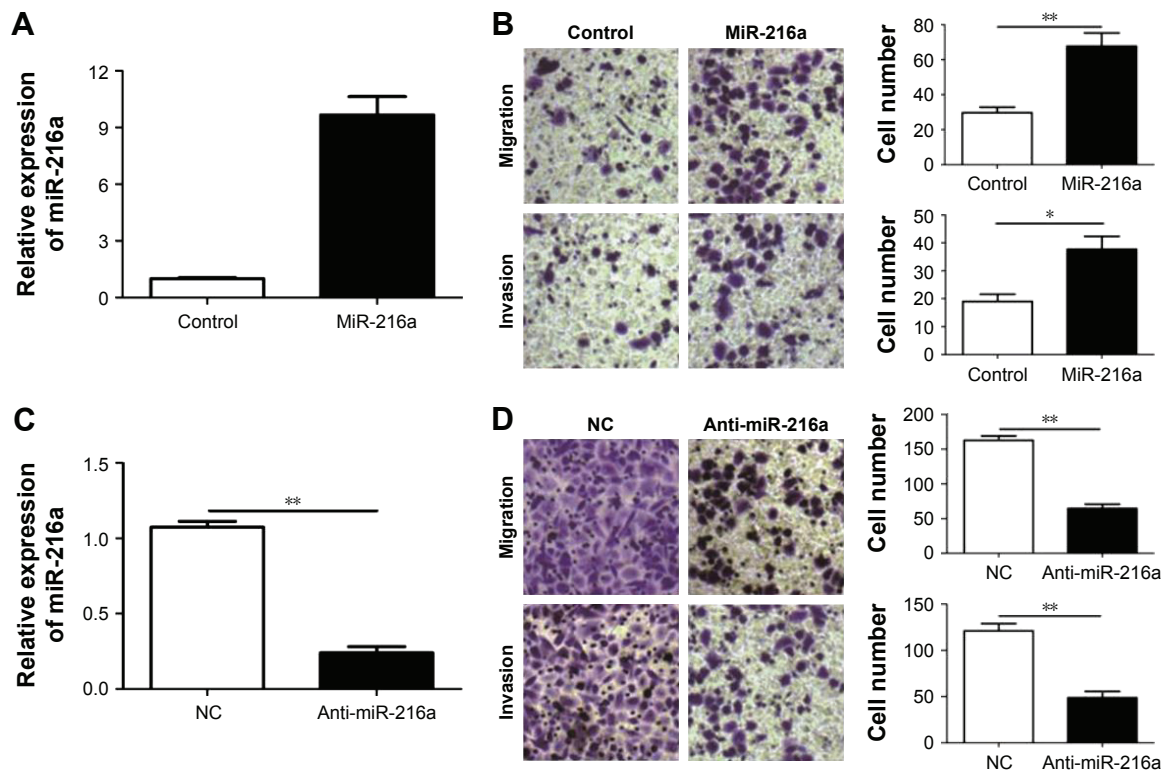 A
Relative expression
of miR-216a
12
9
6
3
0
Control
MiR-216a
B
Control
MiR-216a
Migration
Invasion
Cell number
80
60
40
20
0
**
Control
MiR-216a
Cell number
50
40
30
20
10
0
*
Control
MiR-216a
C
Relative expression
of miR-216a
1.5
1.0
0.5
0.0
**
NC
Anti-miR-216a
D
NC
Anti-miR-216a
Migration
Invasion
Cell number
200
150
100
50
0
**
NC
Anti-miR-216a
Cell number
150
100
50
0
**
NC
Anti-miR-216a